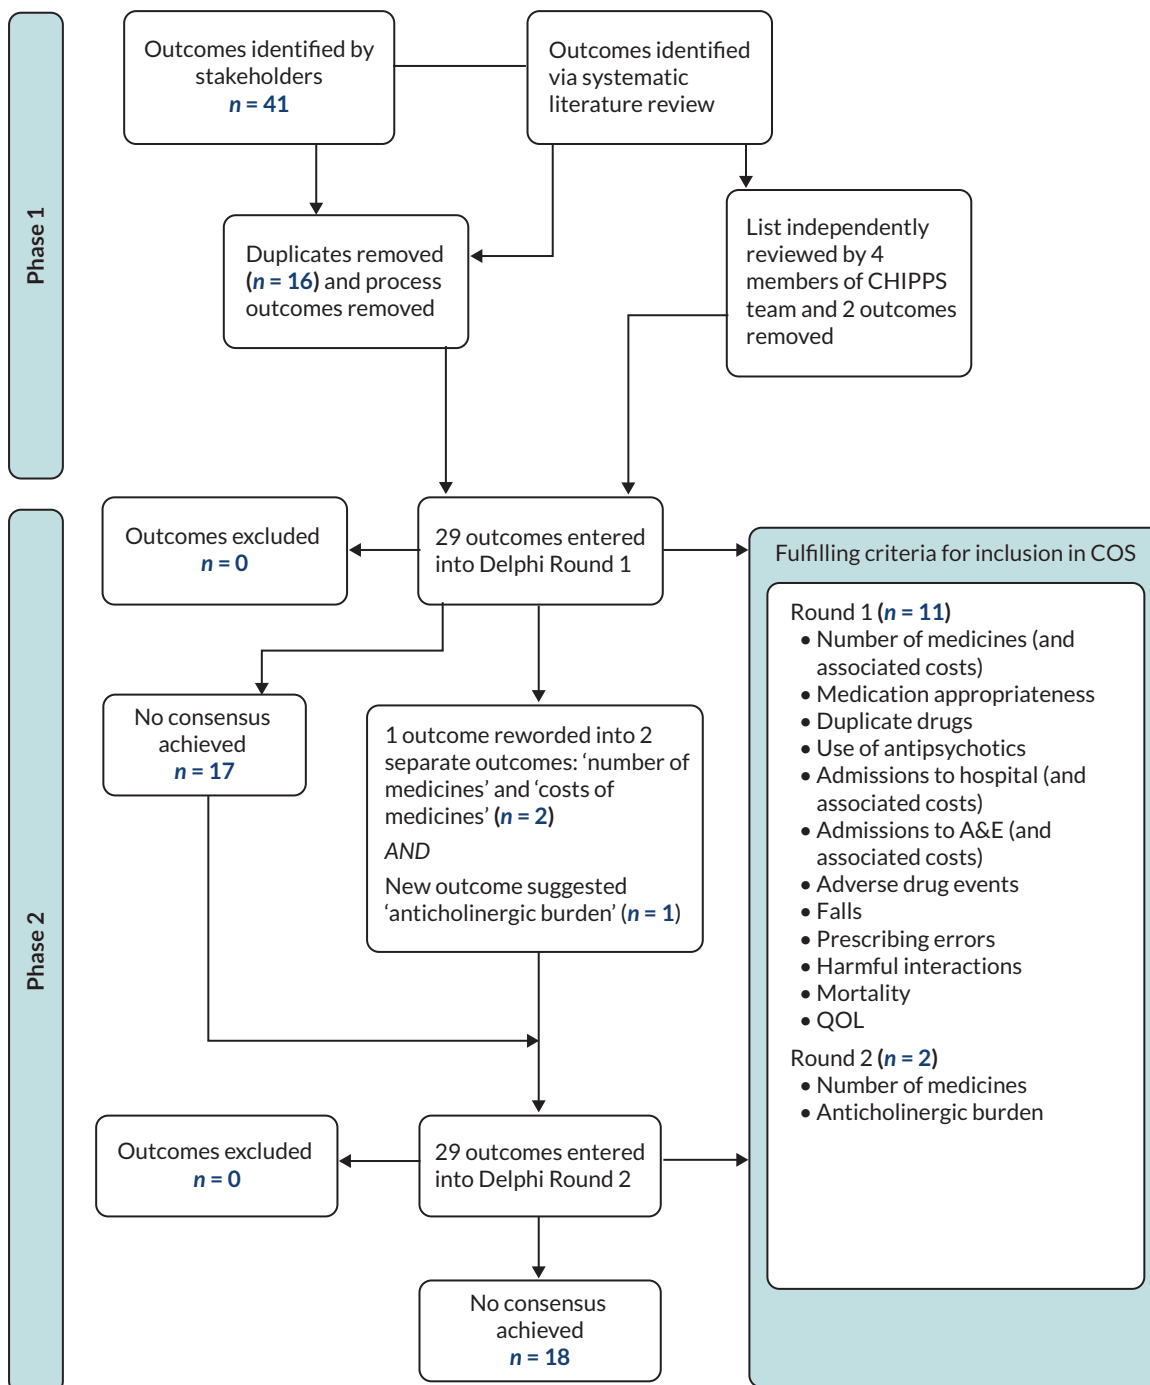 Phase 1
Outcomes identified by
stakeholders
n = 41
Outcomes identified
via systematic
literature review
Duplicates removed
(n = 16) and process
outcomes removed
List independently
reviewed by 4
members of CHIPPS
team and 2 outcomes
removed
Phase 2
Outcomes excluded
n = 0
29 outcomes entered
into Delphi Round 1
No consensus
achieved
n = 17
1 outcome reworded into 2
separate outcomes: ‘number of
medicines’ and ‘costs of
medicines’ (n = 2)
AND
New outcome suggested
‘anticholinergic burden’ (n = 1)
Outcomes excluded
n = 0
29 outcomes entered
into Delphi Round 2
No consensus
achieved
n = 18
Fulfilling criteria for inclusion in COS
Round 1 (n = 11)
• Number of medicines (and
associated costs)
• Medication appropriateness
• Duplicate drugs
• Use of antipsychotics
• Admissions to hospital (and
associated costs)
• Admissions to A&E (and
associated costs)
• Adverse drug events
• Falls
• Prescribing errors
• Harmful interactions
• Mortality
• QOL
Round 2 (n = 2)
• Number of medicines
• Anticholinergic burden